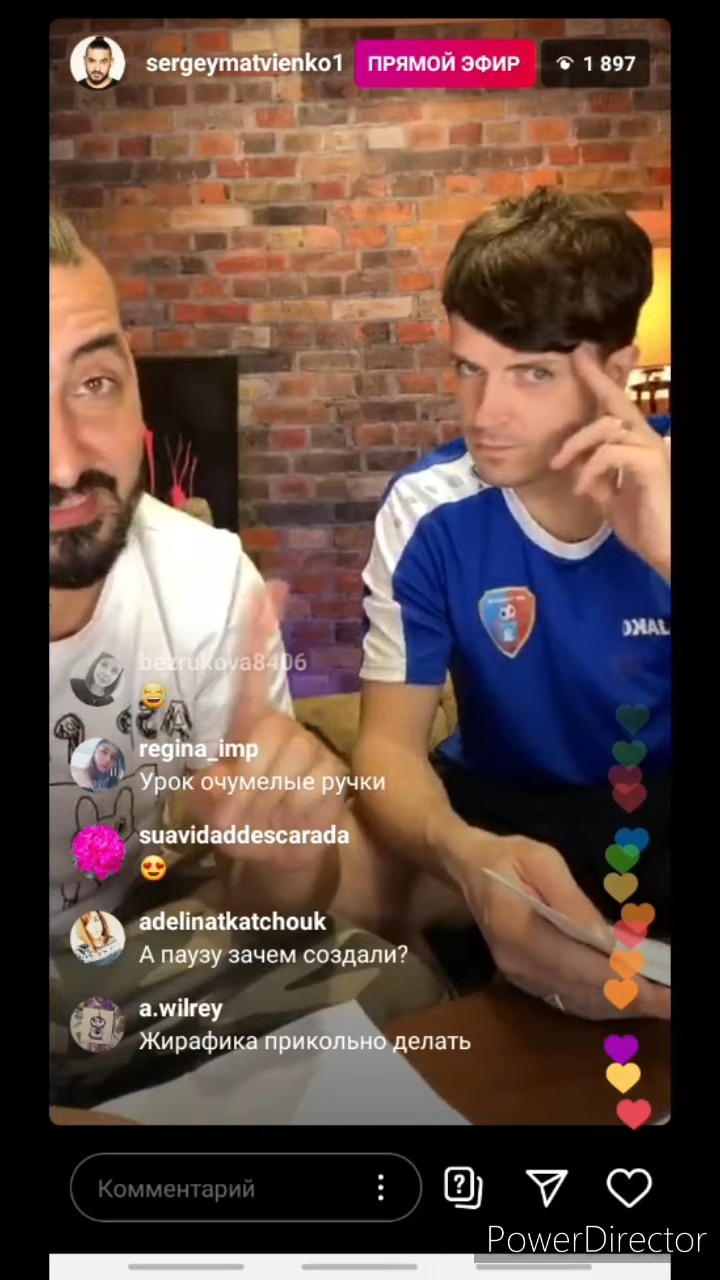 sergeymatvienko1
ПРЯМОЙ ЭФИР
1 897
JAKO
bezrukova8406
😂
regina_imp
Урок очумелые ручки
suavidaddescarada
😍
adelinatkatchouk
А паузу зачем создали?
a.wilrey
Жирафика прикольно делать
Комментарий
PowerDirector